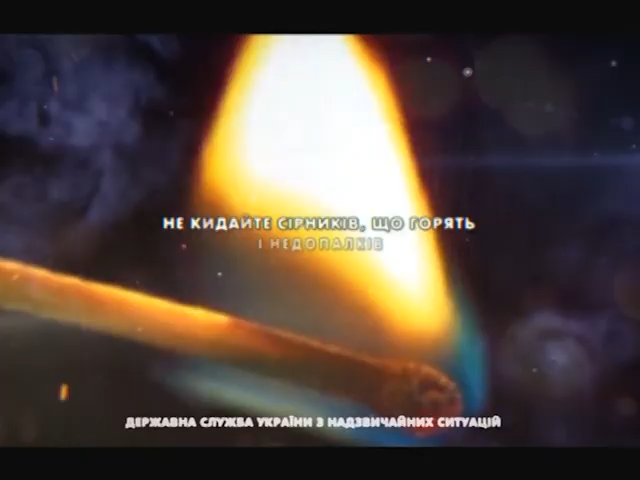 НЕ КИДАЙТЕ СІРНИКІВ, ЩО ГОРЯТЬ
І НЕДОПАЛКІВ
ДЕРЖАВНА СЛУЖБА УКРАЇНИ З НАДЗВИЧАЙНИХ СИТУАЦІЙ